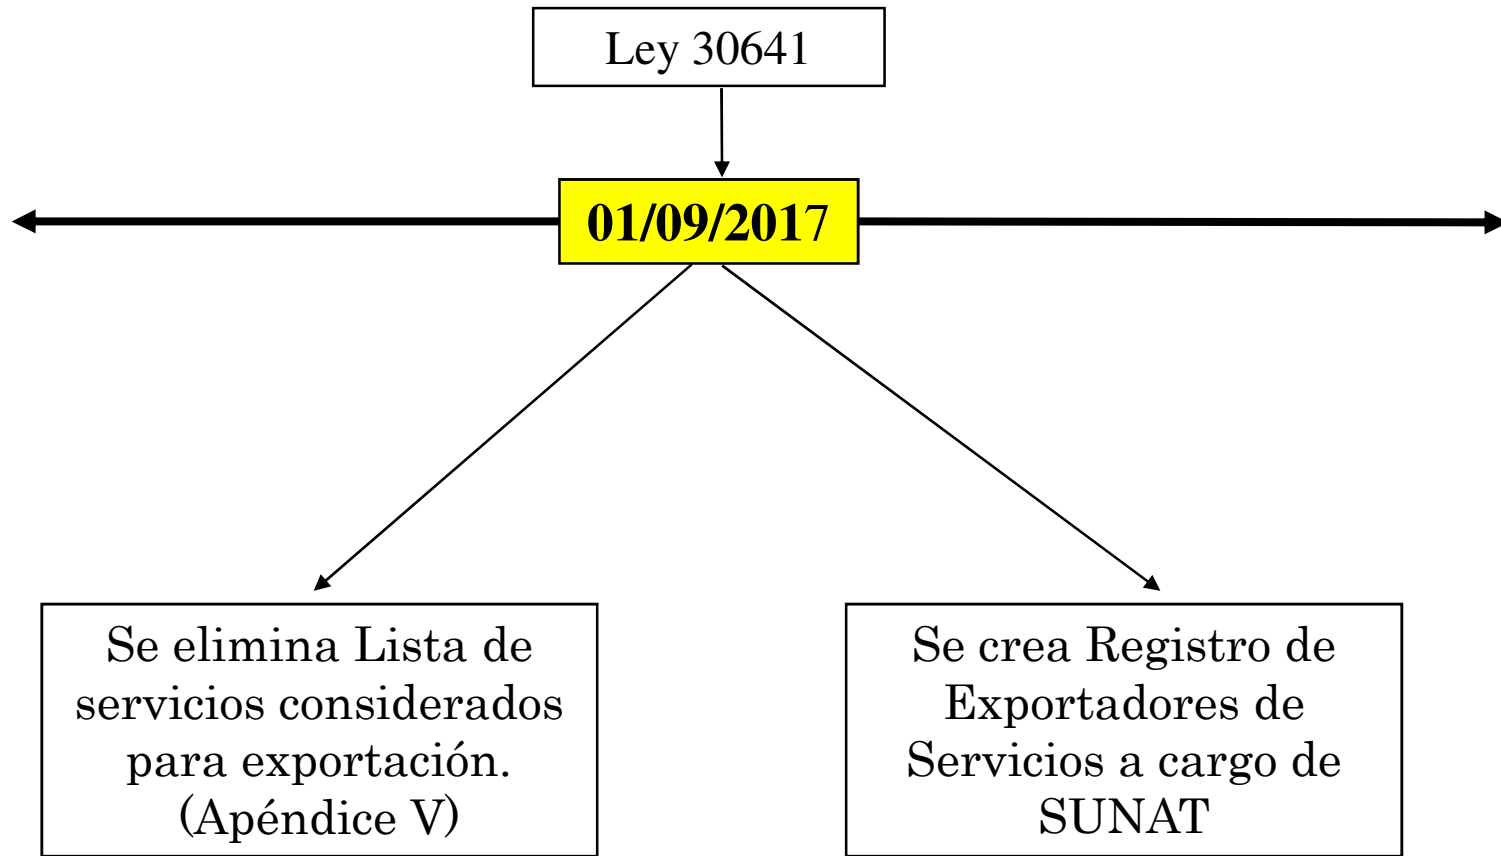 Ley 30641
01/09/2017
Se elimina Lista de
servicios considerados
para exportación.
(Apéndice V)
Se crea Registro de
Exportadores de
Servicios a cargo de
SUNAT